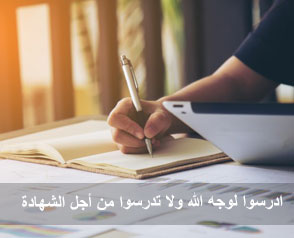 ادرسوا لوجه الله ولا تدرسوا من أجل الشهادة